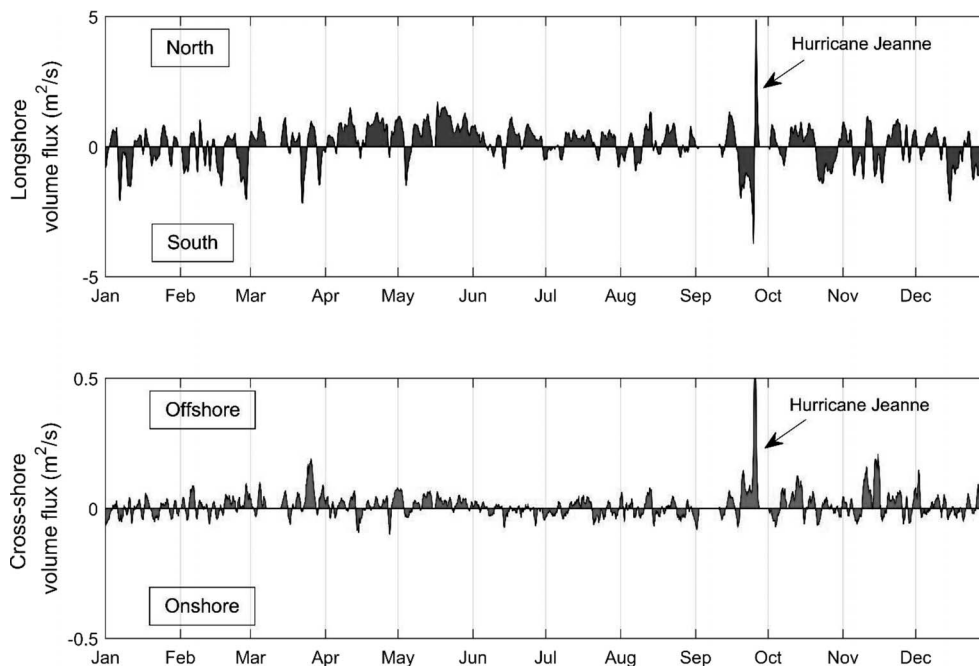 5
North
Hurricane Jeanne
Longshore
volume flux (m²/s)
0
South
-5
Jan Feb Mar Apr May Jun Jul Aug Sep Oct Nov Dec
0.5
Offshore
Hurricane Jeanne
Cross-shore
volume flux (m²/s)
0
Onshore
-0.5
Jan Feb Mar Apr May Jun Jul Aug Sep Oct Nov Dec